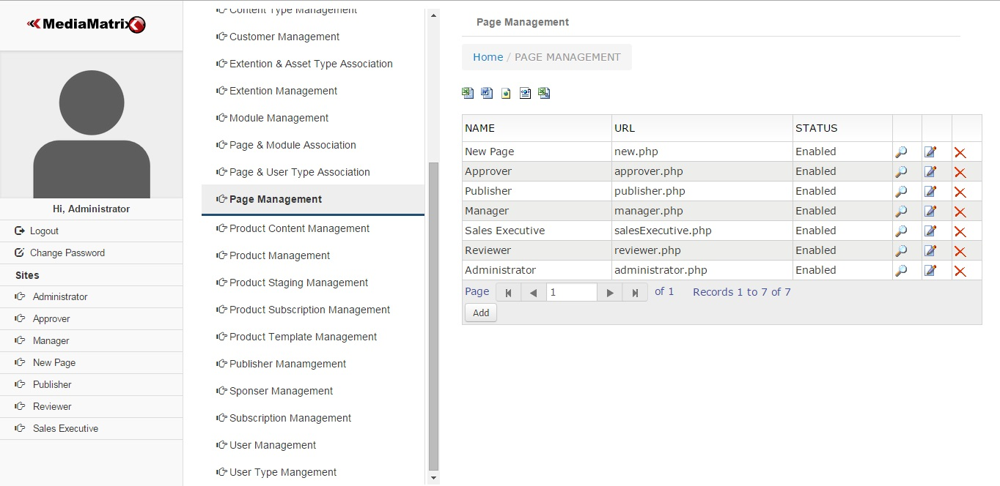 MediaMatrix
Hi, Administrator
Logout
Change Password
Sites
Administrator
Approver
Manager
New Page
Publisher
Reviewer
Sales Executive
Content Type Management
Customer Management
Extention & Asset Type Association
Extention Management
Module Management
Page & Module Association
Page & User Type Association
Page Management
Product Content Management
Product Management
Product Staging Management
Product Subscription Management
Product Template Management
Publisher Manamgement
Sponser Management
Subscription Management
User Management
User Type Mangement
Page Management
Home / PAGE MANAGEMENT
NAME URL STATUS
New Page new.php Enabled
Approver approver.php Enabled
Publisher publisher.php Enabled
Manager manager.php Enabled
Sales Executive salesExecutive.php Enabled
Reviewer reviewer.php Enabled
Administrator administrator.php Enabled
Page 1 of 1 Records 1 to 7 of 7
Add